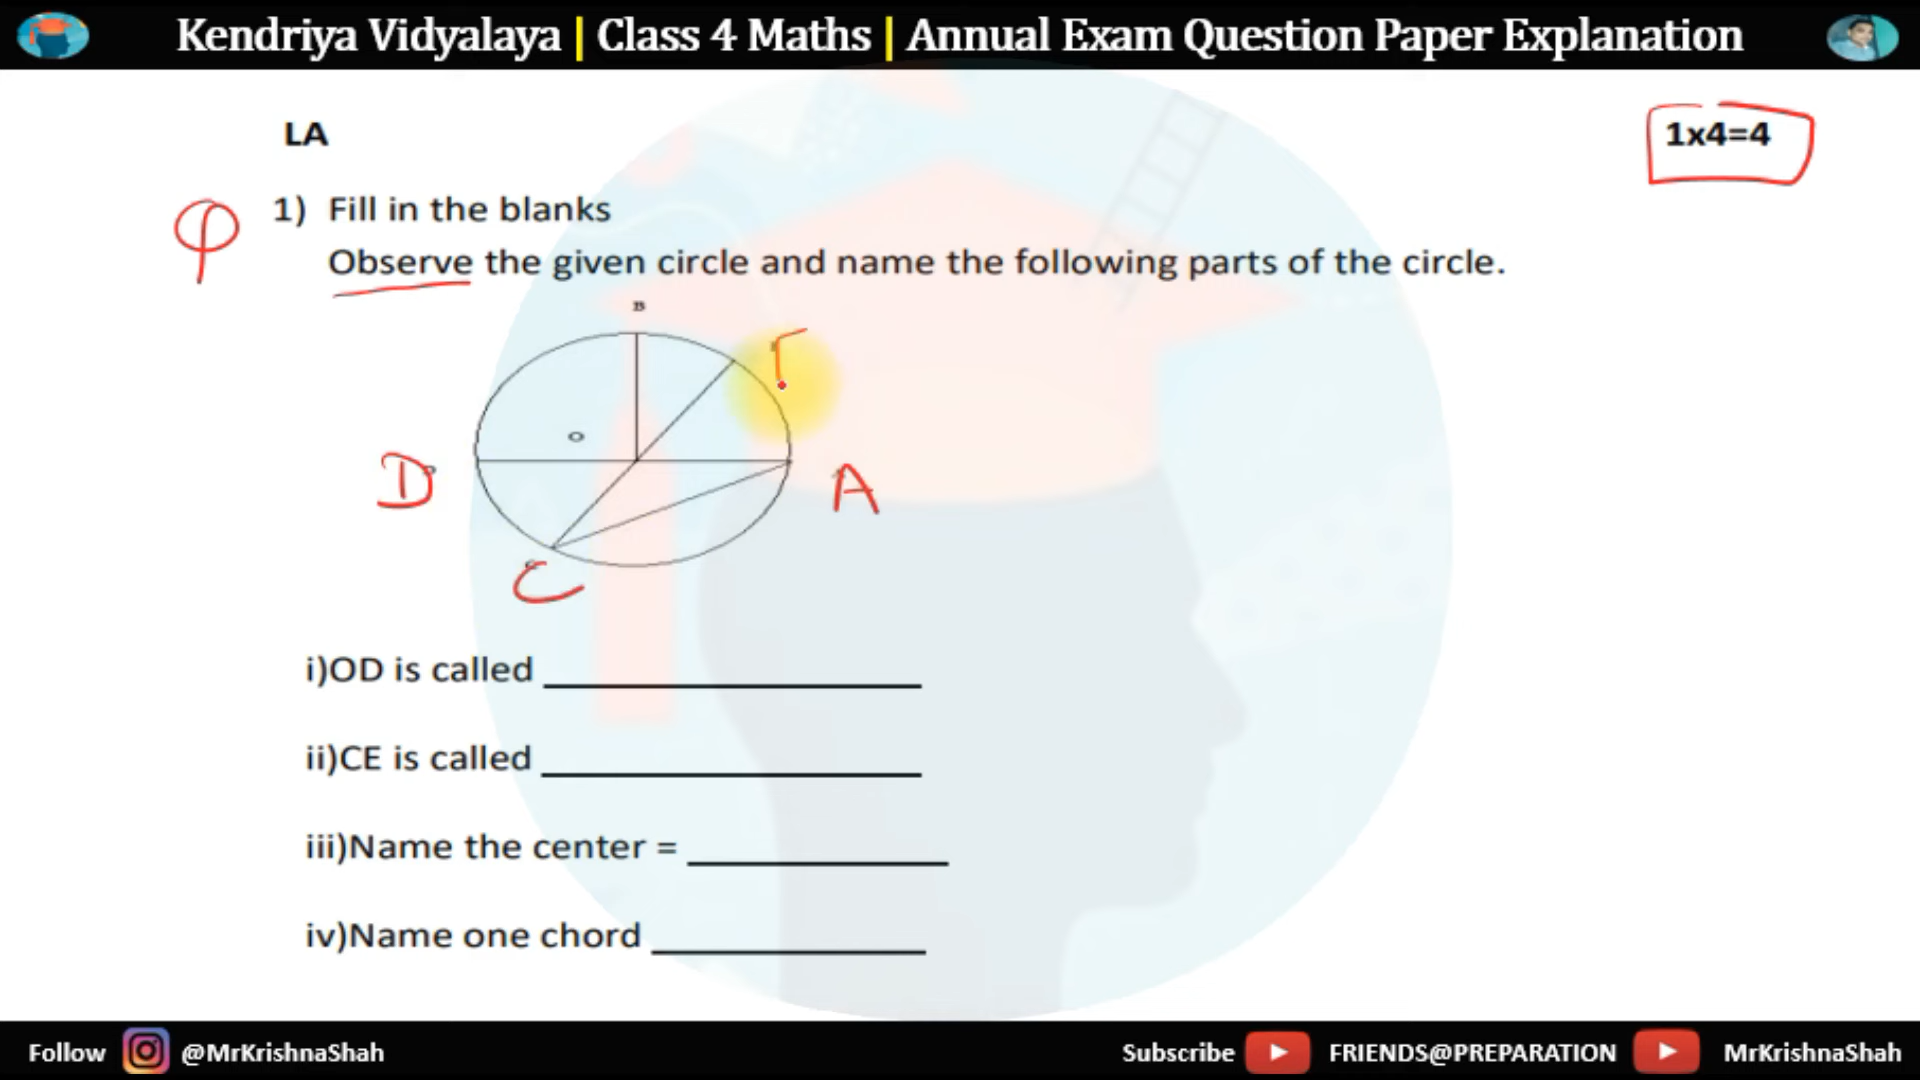 Kendriya Vidyalaya | Class 4 Maths | Annual Exam Question Paper Explanation
LA
1x4=4
1) Fill in the blanks
Observe the given circle and name the following parts of the circle.
B
O
D
A
C
i)OD is called
ii)CE is called
iii)Name the center =
iv)Name one chord
Follow @MrKrishnaShah
Subscribe FRIENDS@PREPARATION MrKrishnaShah